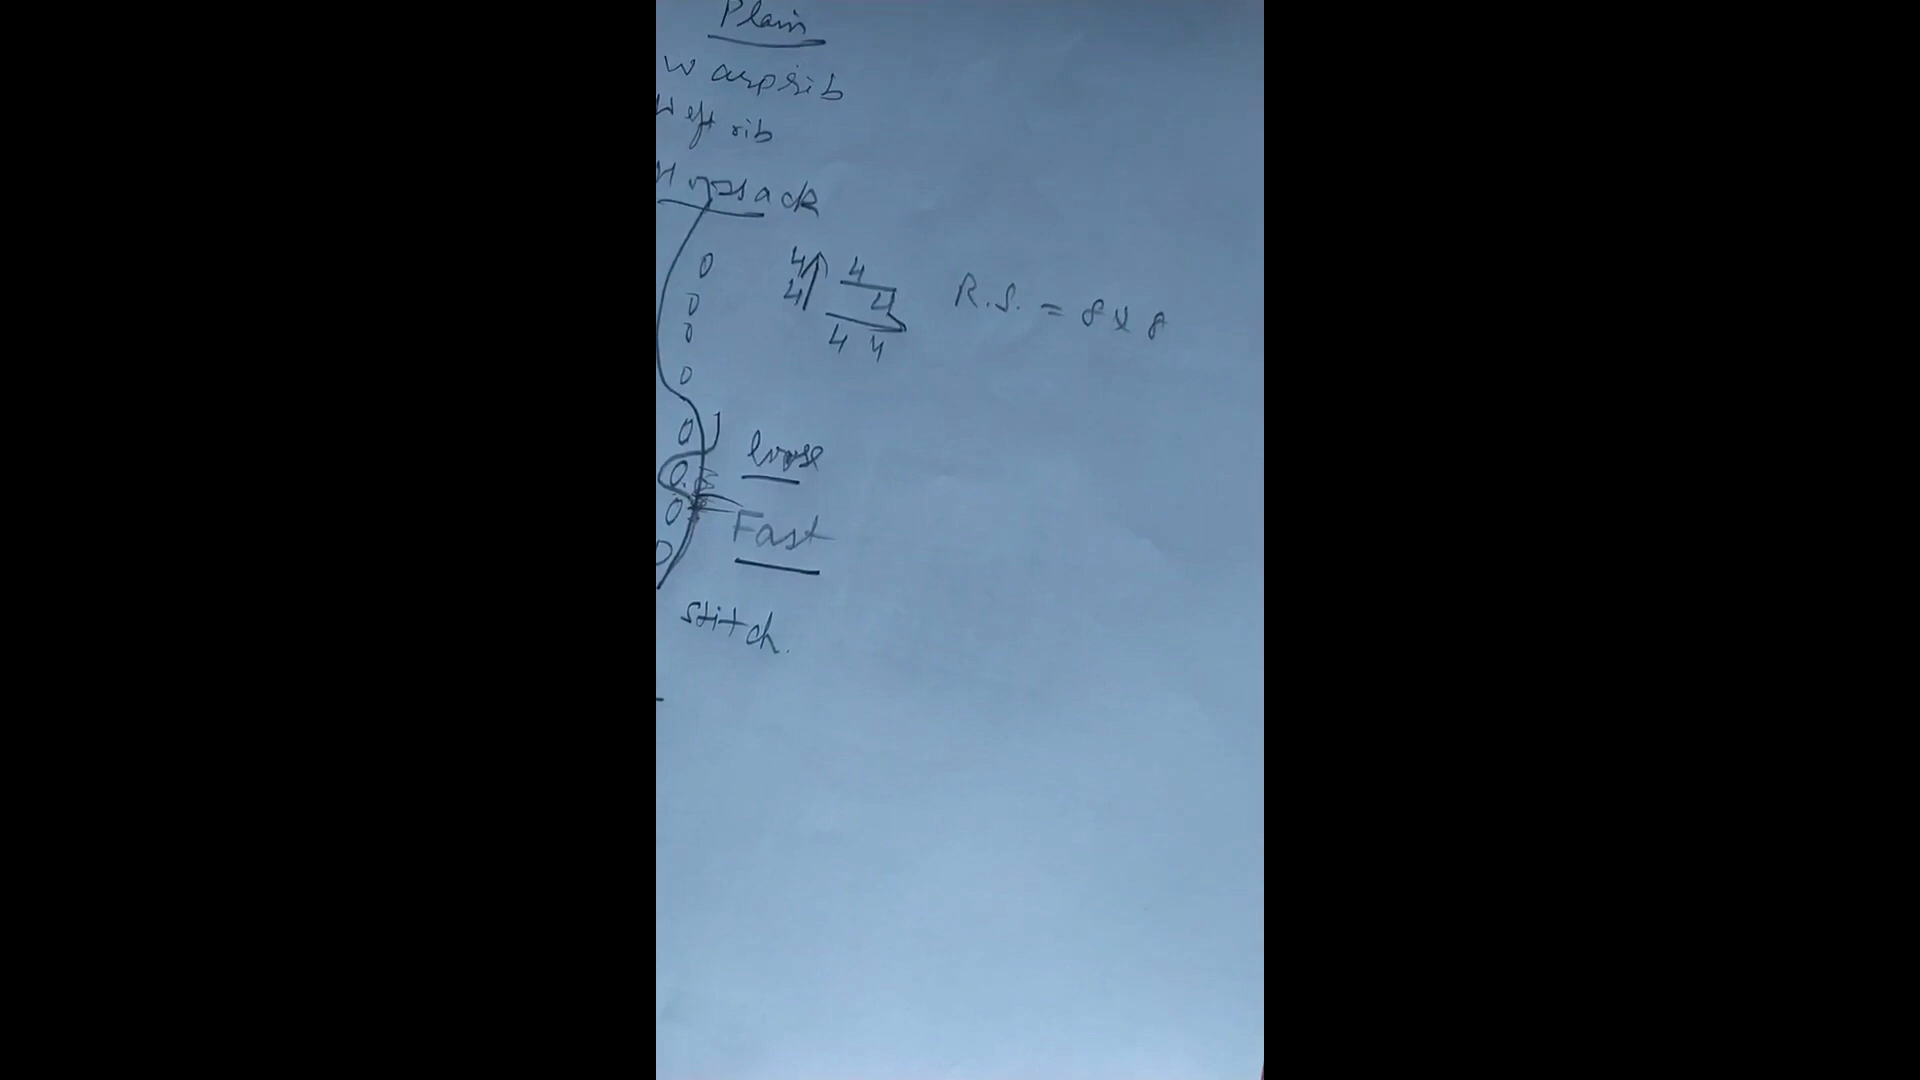 Plain
Warp rib
Weft rib
Hopsack
4 4
4 4
4 4
R.S. = 8 x 8
loose
Fast
stitch.